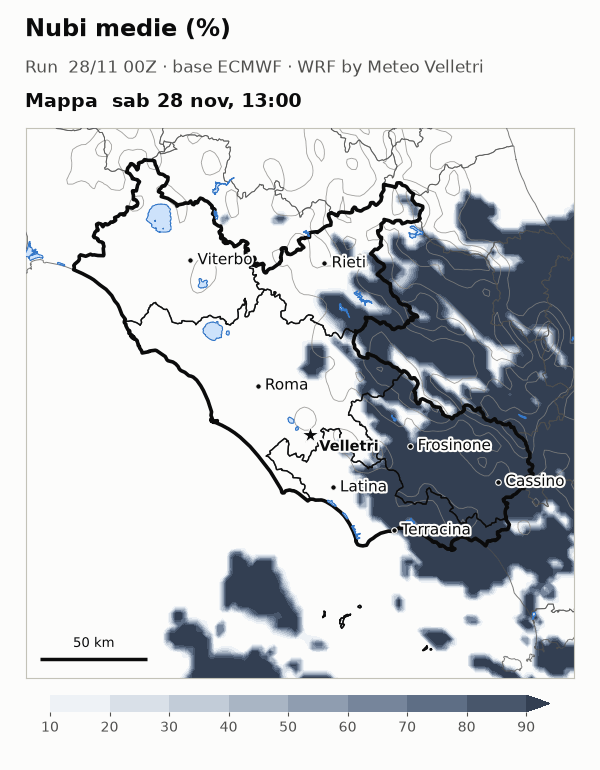 Nubi medie (%)
Run  28/11 00Z · base ECMWF · WRF by Meteo Velletri
Mappa  sab 28 nov, 13:00
Viterbo
Rieti
Roma
Velletri
Frosinone
Cassino
Latina
Terracina
50 km
10 20 30 40 50 60 70 80 90